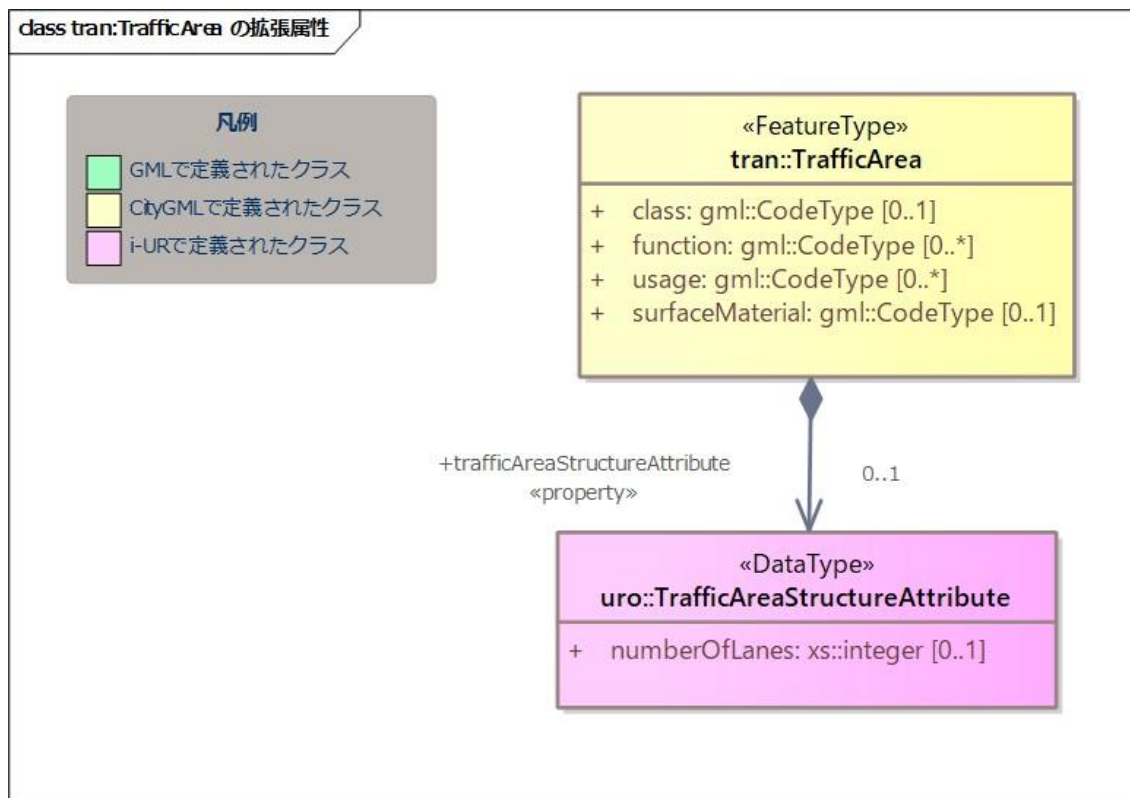 class tran:TrafficArea の拡張属性
凡例
GMLで定義されたクラス
CityGMLで定義されたクラス
i-URで定義されたクラス
«FeatureType»
tran::TrafficArea
+ class: gml::CodeType [0..1]
+ function: gml::CodeType [0..*]
+ usage: gml::CodeType [0..*]
+ surfaceMaterial: gml::CodeType [0..1]
+trafficAreaStructureAttribute
«property»
0..1
«DataType»
uro::TrafficAreaStructureAttribute
+ numberOfLanes: xs::integer [0..1]